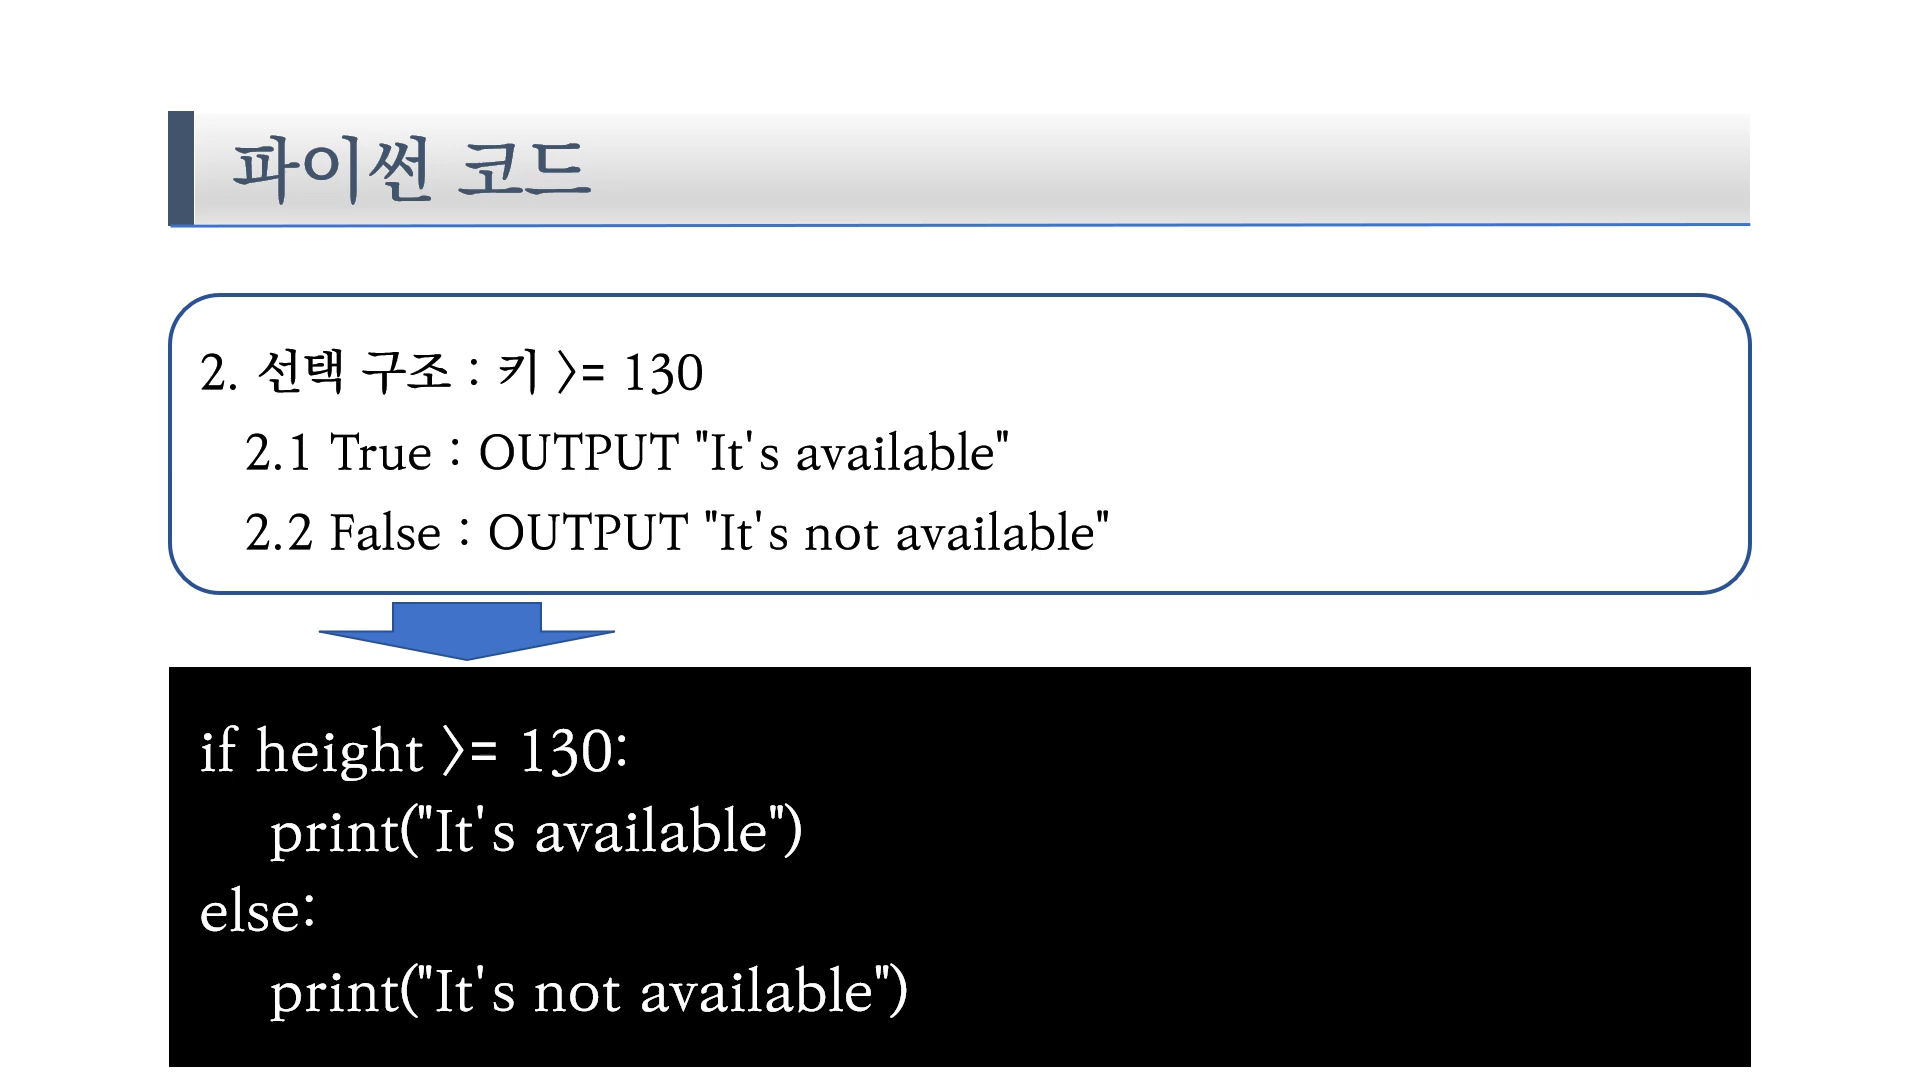 파이썬 코드
2. 선택 구조 : 키 >= 130
2.1 True : OUTPUT "It's available"
2.2 False : OUTPUT "It's not available"
if height >= 130:
    print("It's available")
else:
    print("It's not available")